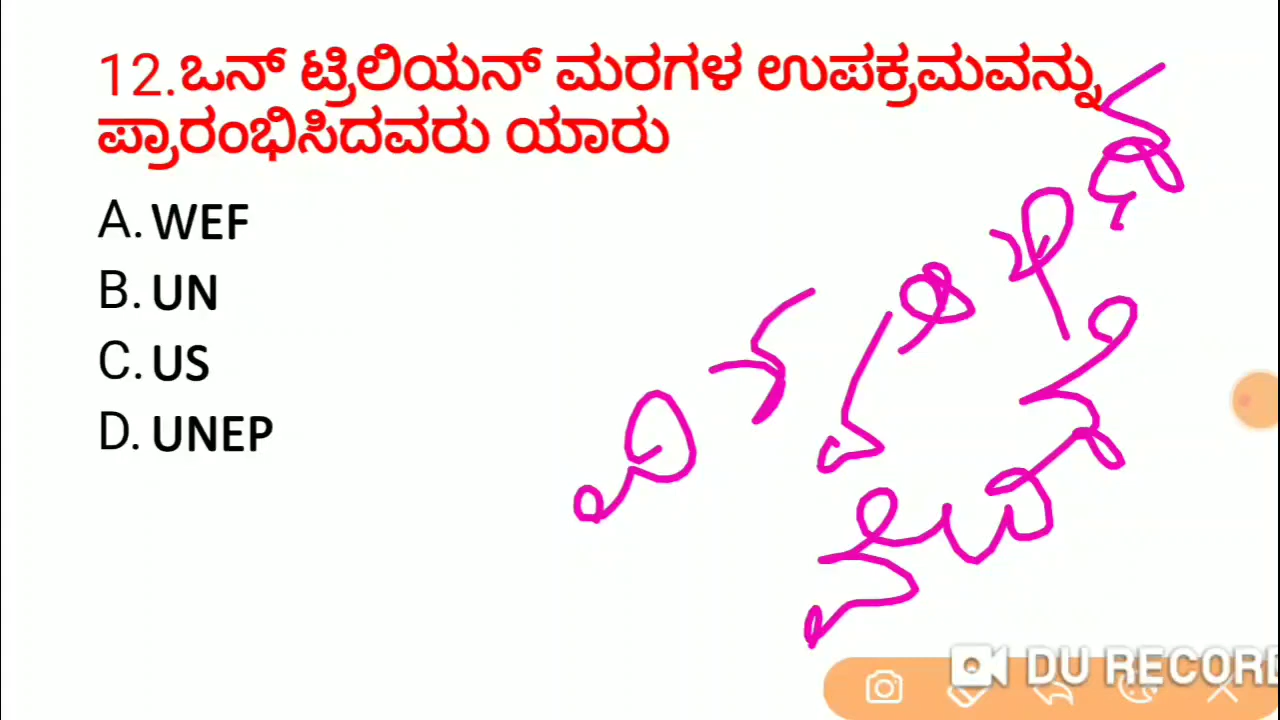 12.ಒನ್ ಟ್ರಿಲಿಯನ್ ಮರಗಳ ಉಪಕ್ರಮವನ್ನು
ಪ್ರಾರಂಭಿಸಿದವರು ಯಾರು
A. WEF
B. UN
C. US
D. UNEP
DU RECORD